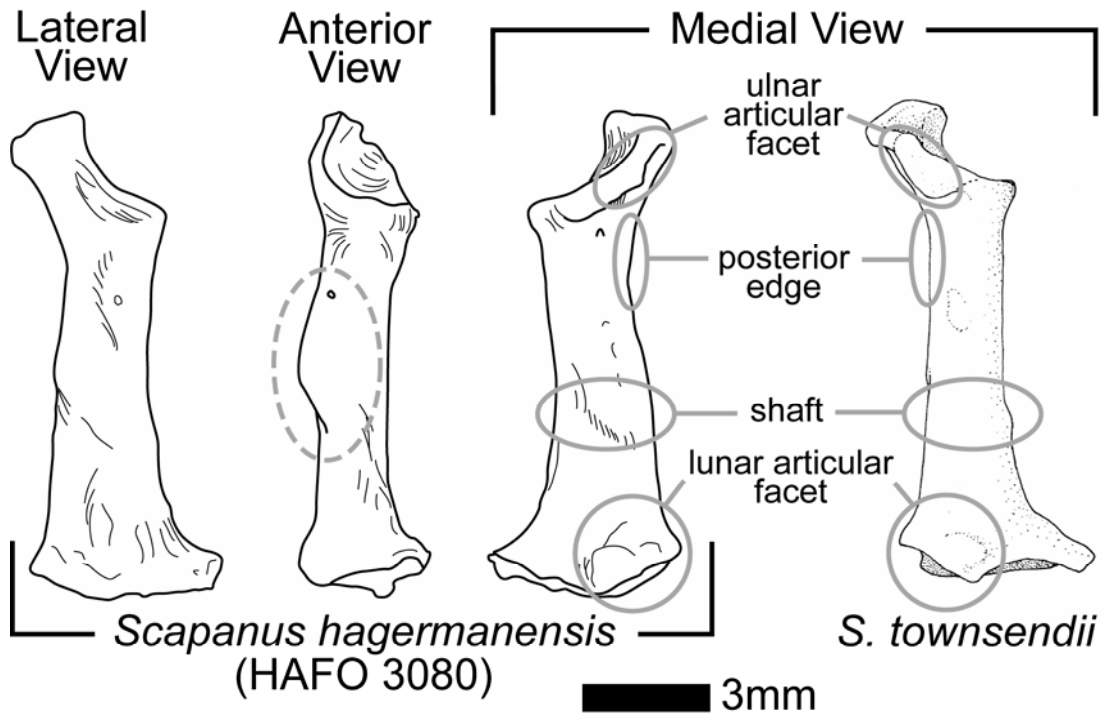 Lateral
View
Anterior
View
Medial View
ulnar
articular
facet
posterior
edge
shaft
lunar articular
facet
Scapanus hagermanensis
(HAFO 3080)
S. townsendii
3mm